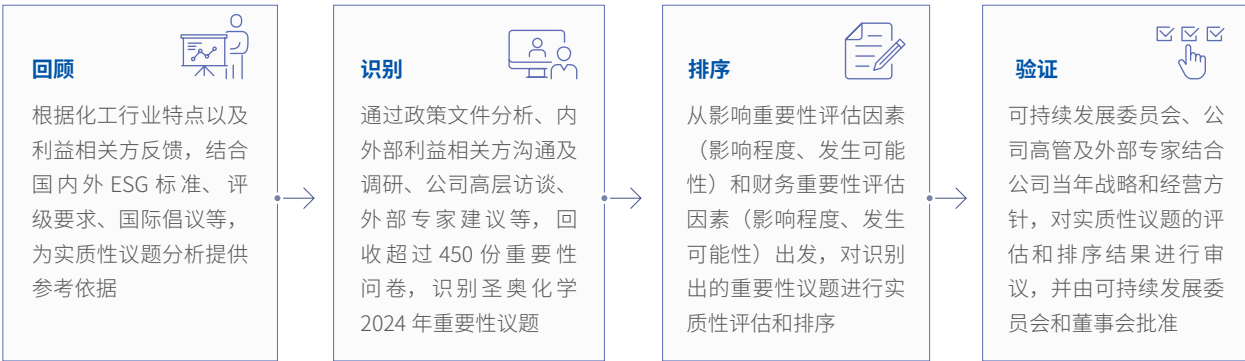 回顾
根据化工行业特点以及
利益相关方反馈，结合
国内外 ESG 标准、评
级要求、国际倡议等，
为实质性议题分析提供
参考依据
识别
通过政策文件分析、内
外部利益相关方沟通及
调研、公司高层访谈、
外部专家建议等，回
收超过 450 份重要性
问卷，识别圣奥化学
2024 年重要性议题
排序
从影响重要性评估因素
（影响程度、发生可能
性）和财务重要性评估
因素（影响程度、发生
可能性）出发，对识别
出的重要性议题进行实
质性评估和排序
验证
可持续发展委员会、公
司高管及外部专家结合
公司当年战略和经营方
针，对实质性议题的评
估和排序结果进行审
议，并由可持续发展委
员会和董事会批准